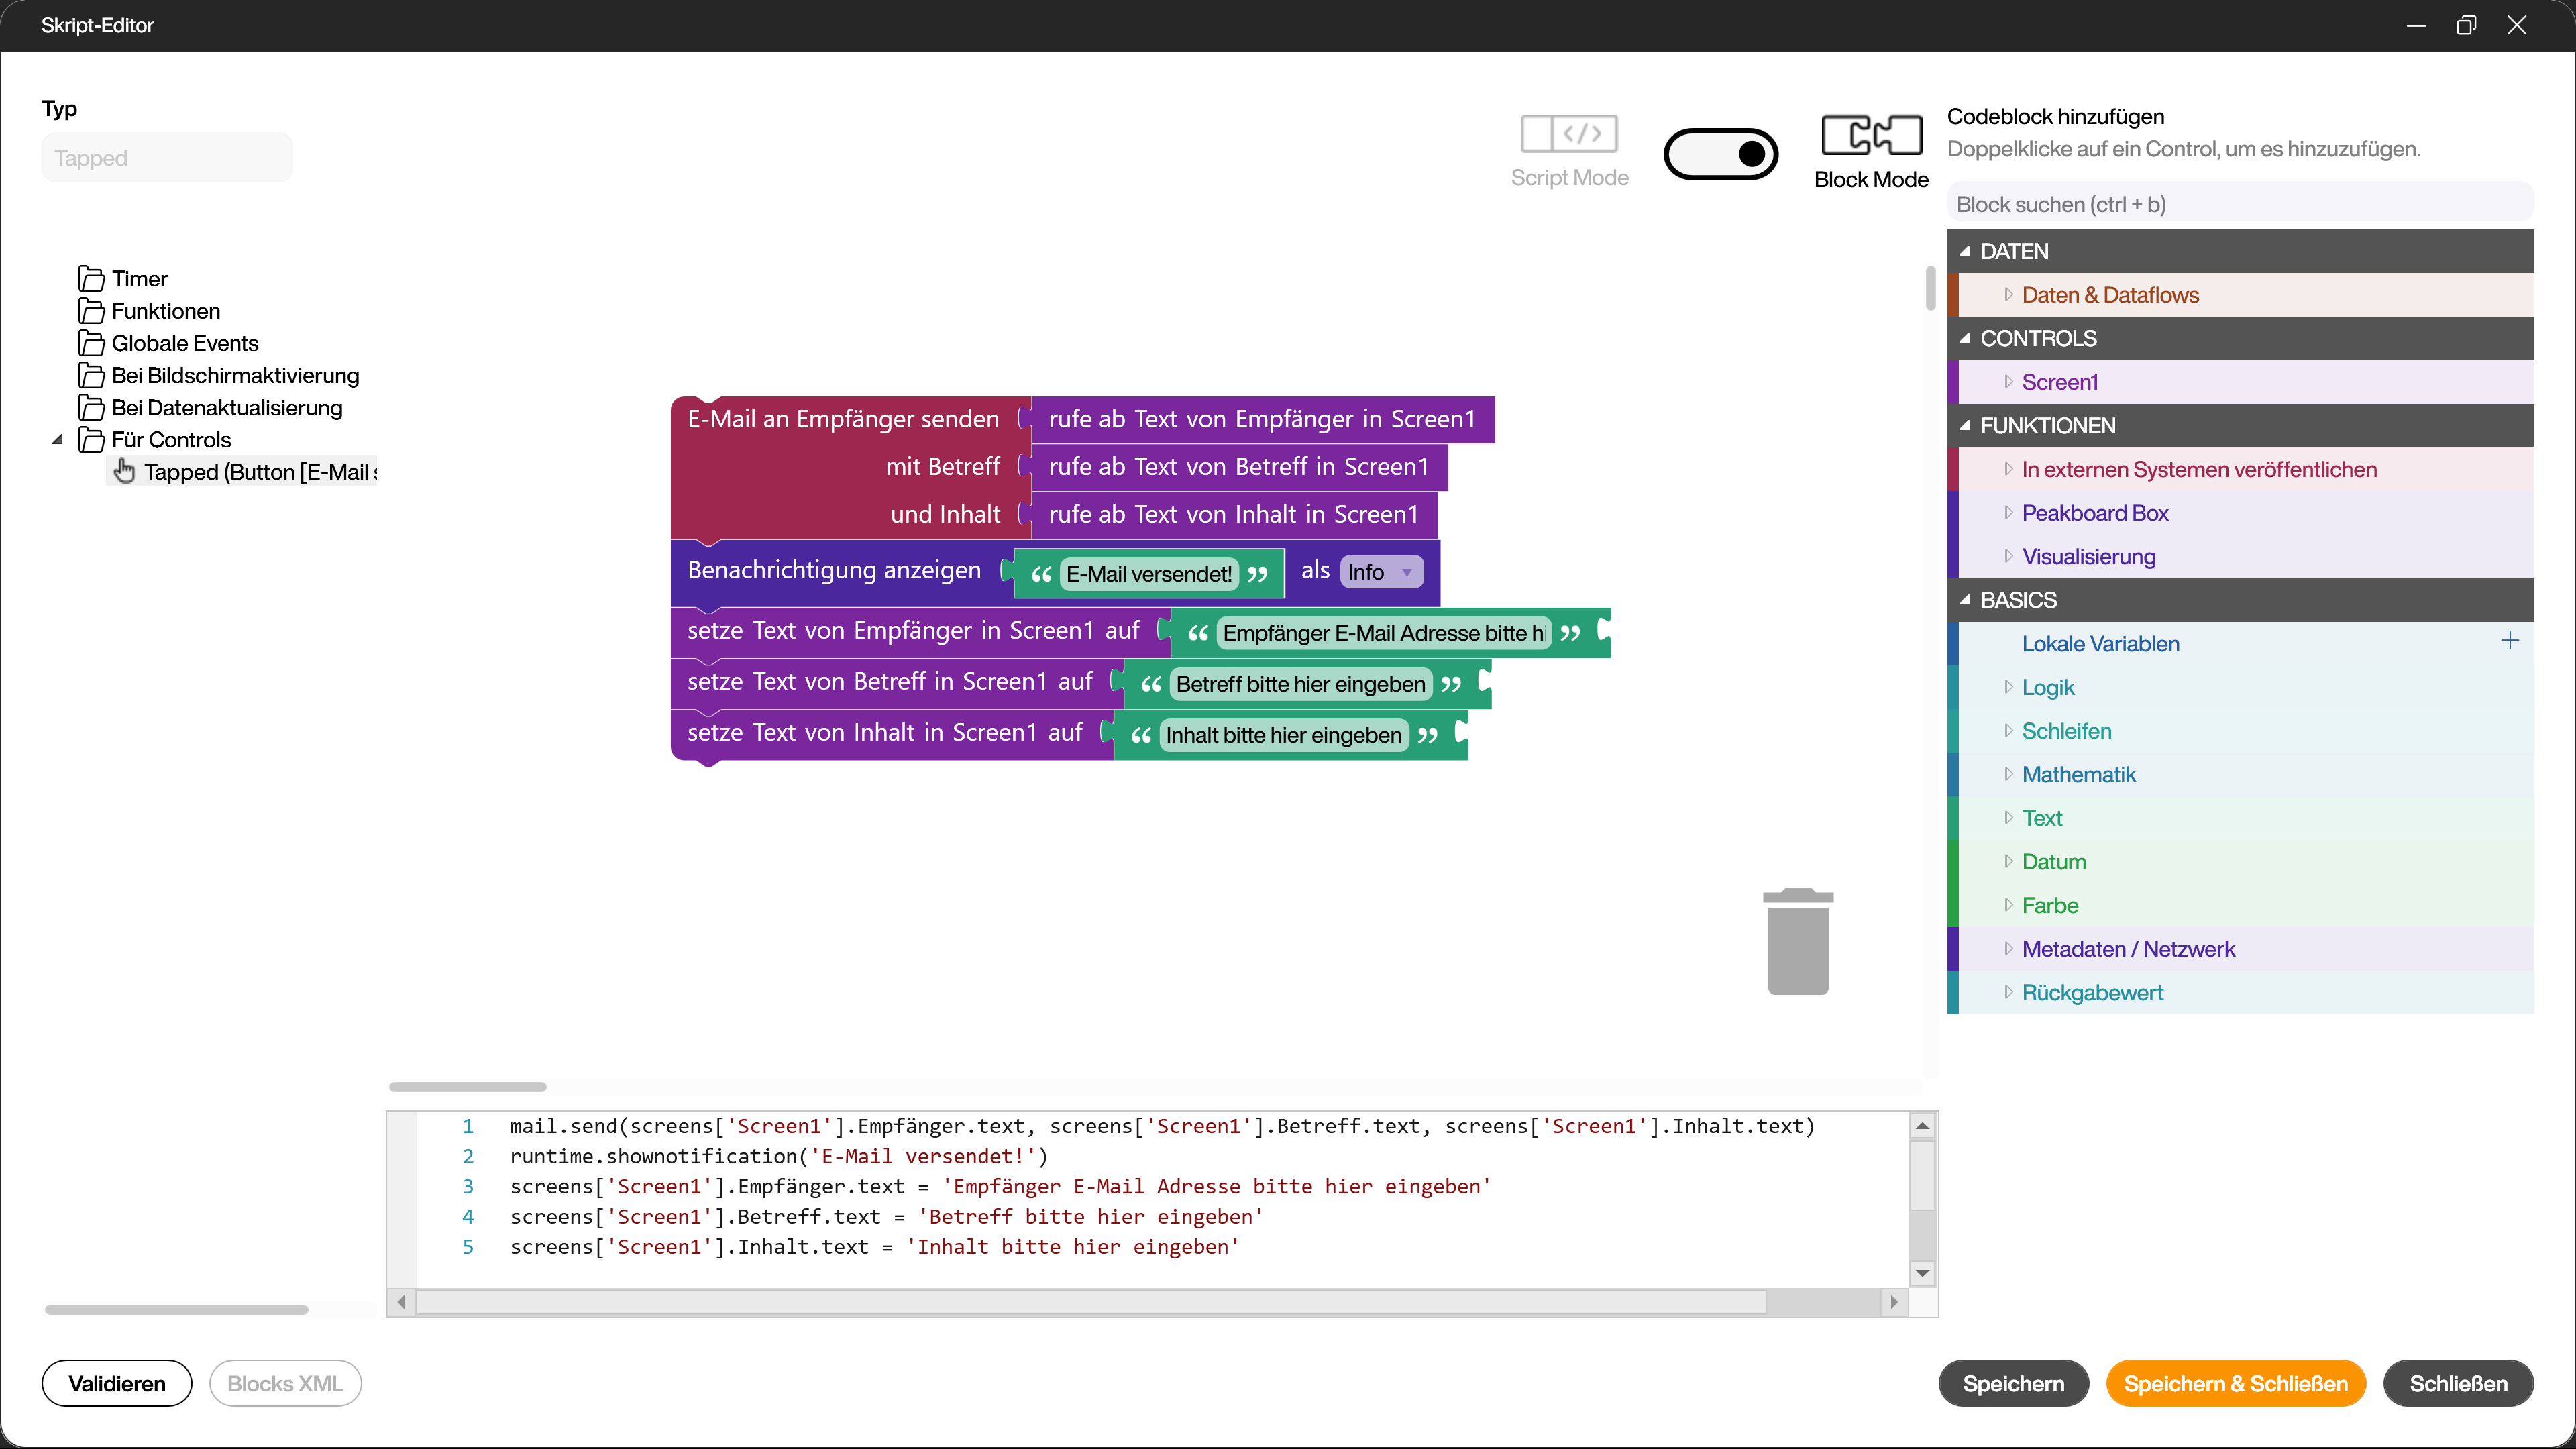 Skript-Editor
Typ
Tapped
Timer
Funktionen
Globale Events
Bei Bildschirmaktivierung
Bei Datenaktualisierung
Für Controls
Tapped (Button [E-Mail
Script Mode
Block Mode
E-Mail an Empfänger senden rufe ab Text von Empfänger in Screen1
mit Betreff rufe ab Text von Betreff in Screen1
und Inhalt rufe ab Text von Inhalt in Screen1
Benachrichtigung anzeigen “ E-Mail versendet! ” als Info
setze Text von Empfänger in Screen1 auf “ Empfänger E-Mail Adresse bitte h ”
setze Text von Betreff in Screen1 auf “ Betreff bitte hier eingeben ”
setze Text von Inhalt in Screen1 auf “ Inhalt bitte hier eingeben ”
1 mail.send(screens['Screen1'].Empfänger.text, screens['Screen1'].Betreff.text, screens['Screen1'].Inhalt.text)
2 runtime.shownotification('E-Mail versendet!')
3 screens['Screen1'].Empfänger.text = 'Empfänger E-Mail Adresse bitte hier eingeben'
4 screens['Screen1'].Betreff.text = 'Betreff bitte hier eingeben'
5 screens['Screen1'].Inhalt.text = 'Inhalt bitte hier eingeben'
Codeblock hinzufügen
Doppelklicke auf ein Control, um es hinzuzufügen.
Block suchen (ctrl + b)
DATEN
Daten & Dataflows
CONTROLS
Screen1
FUNKTIONEN
In externen Systemen veröffentlichen
Peakboard Box
Visualisierung
BASICS
Lokale Variablen
Logik
Schleifen
Mathematik
Text
Datum
Farbe
Metadaten / Netzwerk
Rückgabewert
Validieren
Blocks XML
Speichern
Speichern & Schließen
Schließen